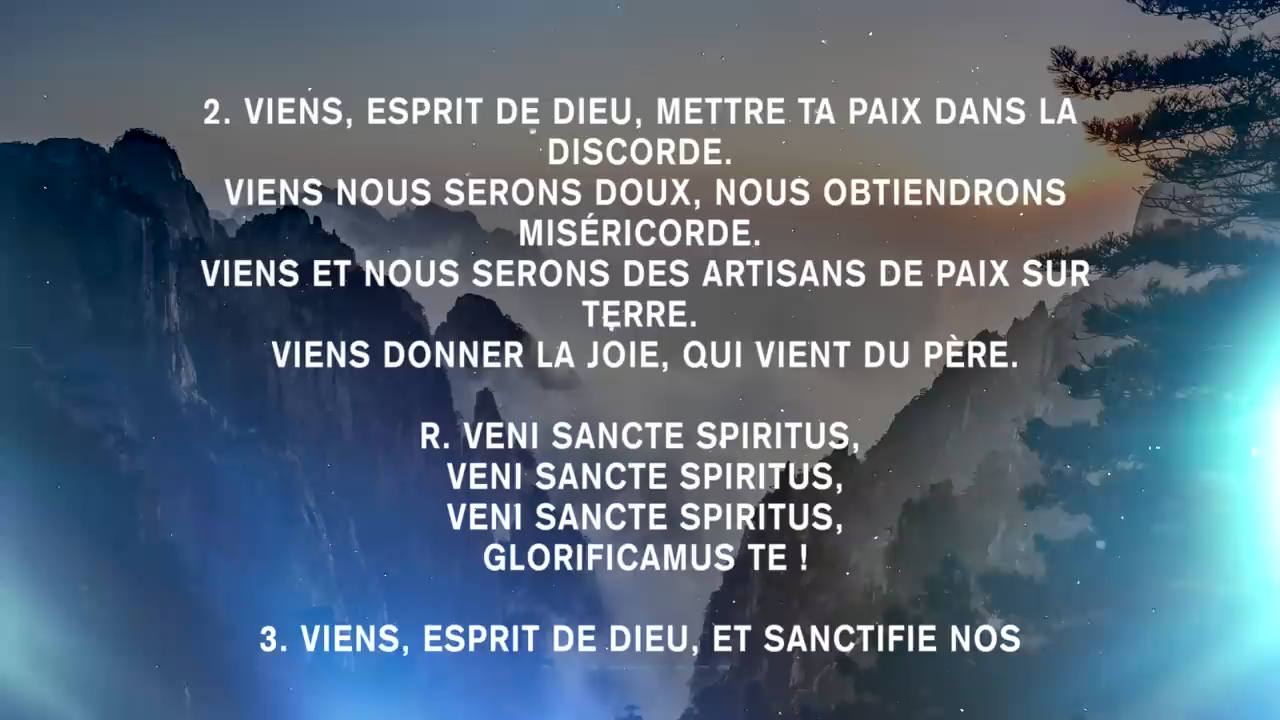 2. VIENS, ESPRIT DE DIEU, METTRE TA PAIX DANS LA
DISCORDE.
VIENS NOUS SERONS DOUX, NOUS OBTIENDRONS
MISÉRICORDE.
VIENS ET NOUS SERONS DES ARTISANS DE PAIX SUR
TERRE.
VIENS DONNER LA JOIE, QUI VIENT DU PÈRE.
R. VENI SANCTE SPIRITUS,
VENI SANCTE SPIRITUS,
VENI SANCTE SPIRITUS,
GLORIFICAMUS TE !
3. VIENS, ESPRIT DE DIEU, ET SANCTIFIE NOS